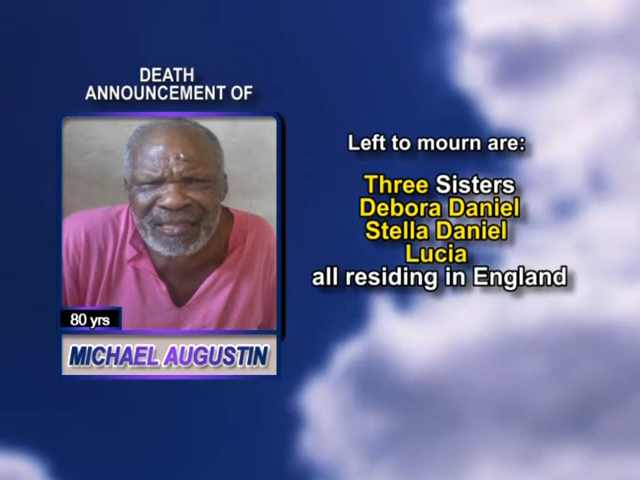 DEATH
ANNOUNCEMENT OF
80 yrs
MICHAEL AUGUSTIN
Left to mourn are:
Three Sisters
Debora Daniel
Stella Daniel
Lucia
all residing in England